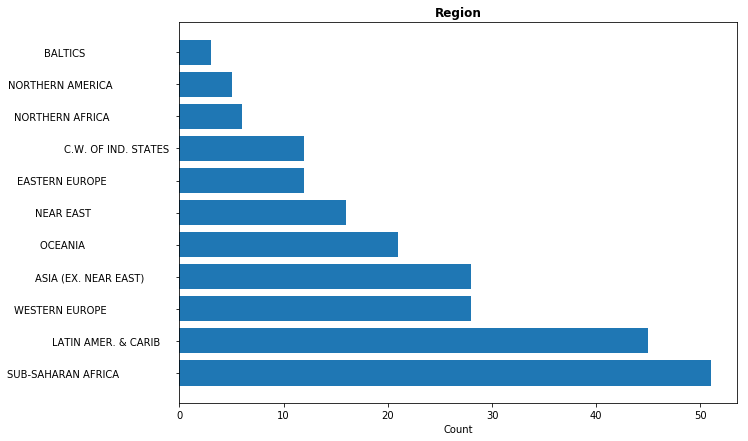 Region
BALTICS
NORTHERN AMERICA
NORTHERN AFRICA
C.W. OF IND. STATES
EASTERN EUROPE
NEAR EAST
OCEANIA
ASIA (EX. NEAR EAST)
WESTERN EUROPE
LATIN AMER. & CARIB
SUB-SAHARAN AFRICA
0 10 20 30 40 50
Count